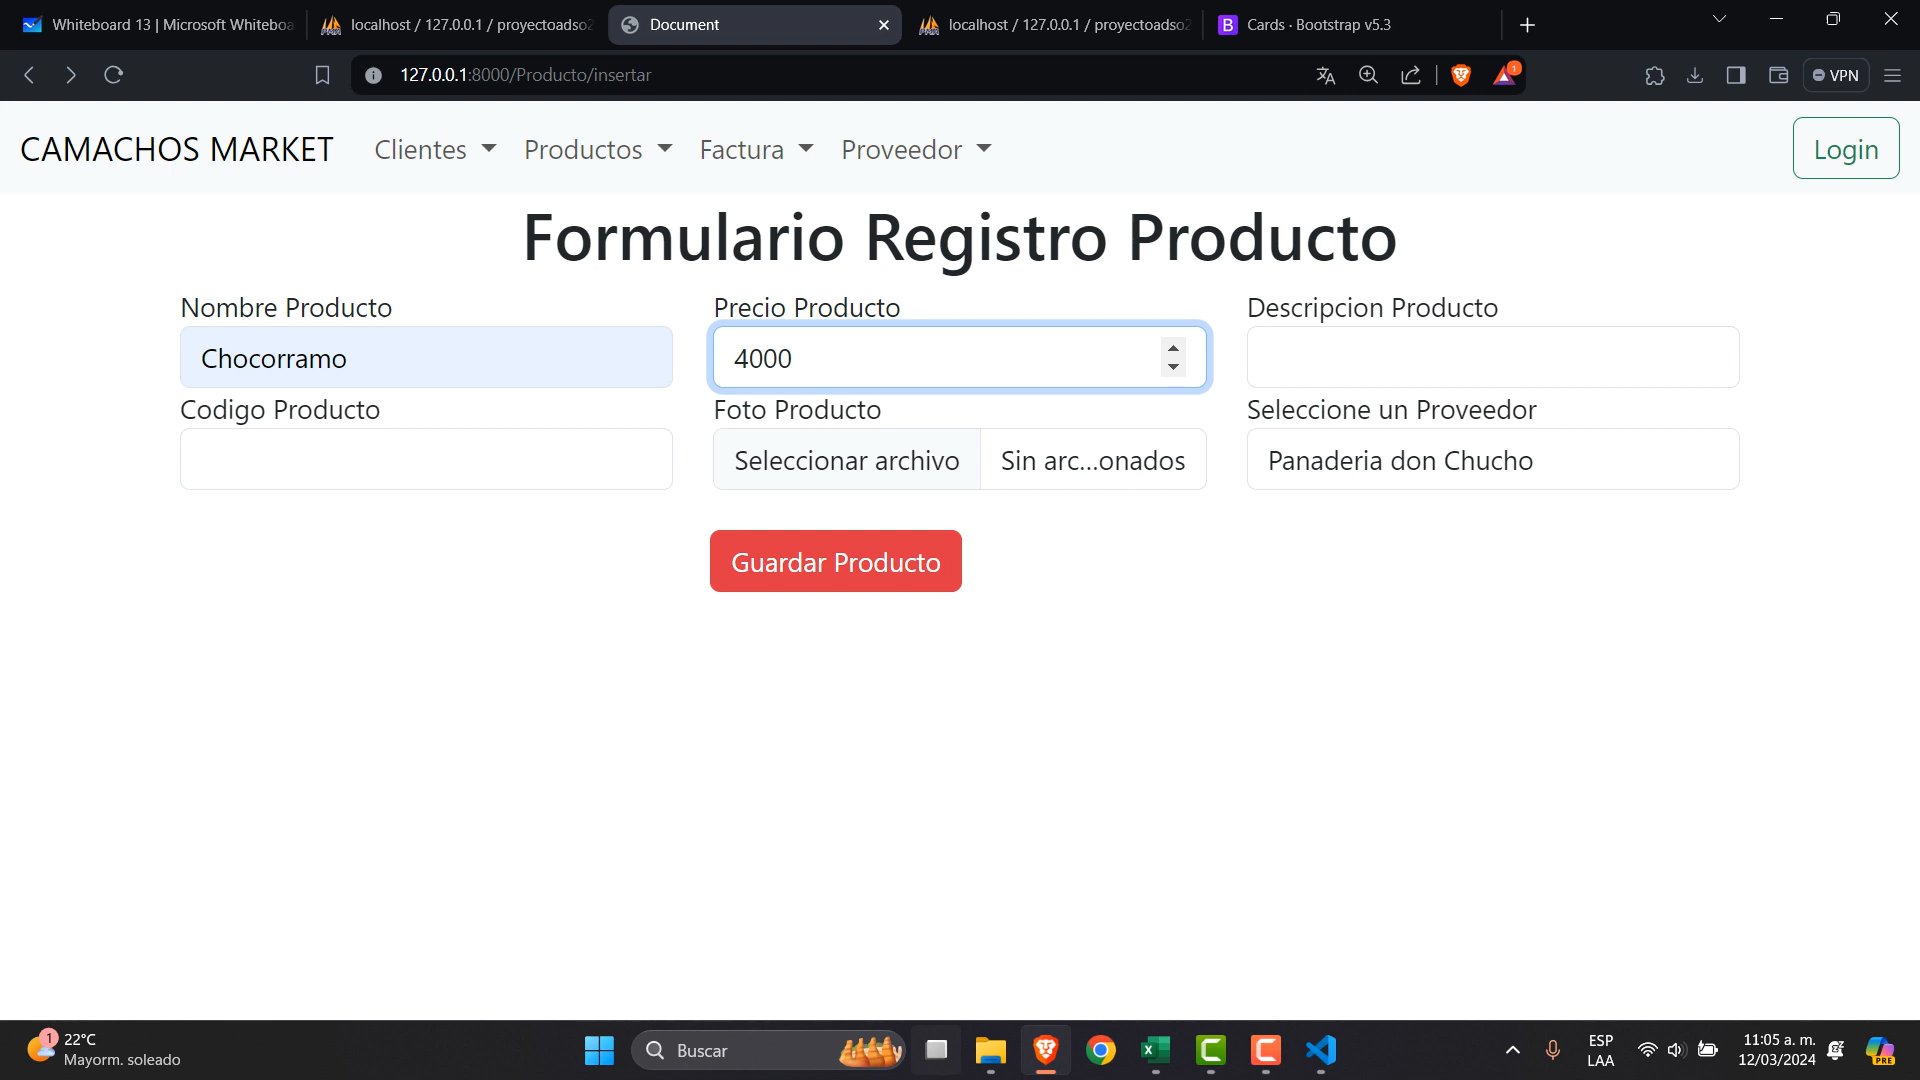 Whiteboard 13 | Microsoft Whiteboa
localhost / 127.0.0.1 / proyectoadso2
Document
localhost / 127.0.0.1 / proyectoadso2
Cards · Bootstrap v5.3
127.0.0.1:8000/Producto/insertar
1
VPN
CAMACHOS MARKET
Clientes
Productos
Factura
Proveedor
Login
Formulario Registro Producto
Nombre Producto
Precio Producto
Descripcion Producto
Chocorramo
4000
Codigo Producto
Foto Producto
Seleccione un Proveedor
Seleccionar archivo
Sin arc...onados
Panaderia don Chucho
Guardar Producto
1
22°C
Mayorm. soleado
Buscar
ESP
LAA
11:05 a. m.
12/03/2024
PRE